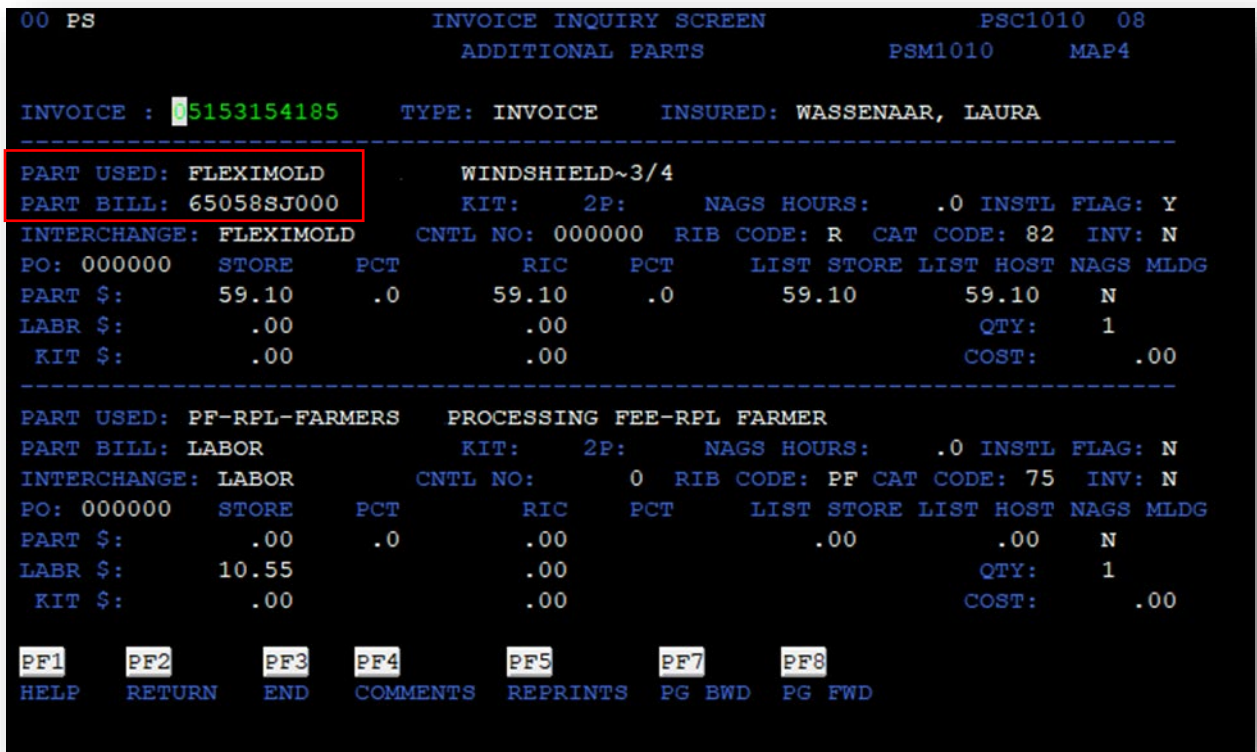 00 PS INVOICE INQUIRY SCREEN PSC1010 08
ADDITIONAL PARTS PSM1010 MAP4
INVOICE : 05153154185 TYPE: INVOICE INSURED: WASSENAAR, LAURA
----------------------------------------------------------------------------
PART USED: FLEXIMOLD . WINDSHIELD~3/4
PART BILL: 65058SJ000 KIT: 2P: NAGS HOURS: .0 INSTL FLAG: Y
INTERCHANGE: FLEXIMOLD CNTL NO: 000000 RIB CODE: R CAT CODE: 82 INV: N
PO: 000000 STORE PCT RIC PCT LIST STORE LIST HOST NAGS MLDG
PART $: 59.10 .0 59.10 .0 59.10 59.10 N
LABR $: .00 .00 QTY: 1
KIT $: .00 .00 COST: .00
----------------------------------------------------------------------------
PART USED: PF-RPL-FARMERS PROCESSING FEE-RPL FARMER
PART BILL: LABOR KIT: 2P: NAGS HOURS: .0 INSTL FLAG: N
INTERCHANGE: LABOR CNTL NO: 0 RIB CODE: PF CAT CODE: 75 INV: N
PO: 000000 STORE PCT RIC PCT LIST STORE LIST HOST NAGS MLDG
PART $: .00 .0 .00 .00 .00 N
LABR $: 10.55 .00 QTY: 1
KIT $: .00 .00 COST: .00
PF1 PF2 PF3 PF4 PF5 PF7 PF8
HELP RETURN END COMMENTS REPRINTS PG BWD PG FWD